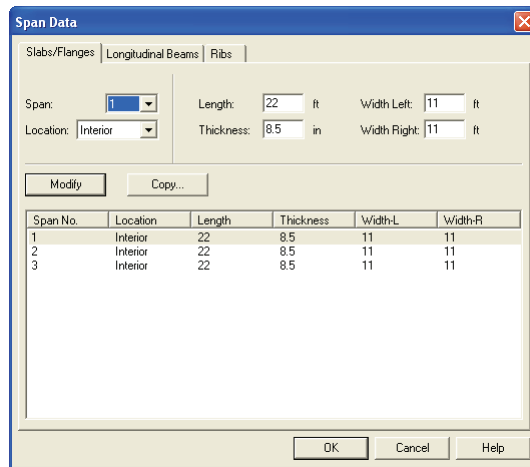 Span Data
Slabs/Flanges Longitudinal Beams Ribs
Span: 1 Length: 22 ft Width Left: 11 ft
Location: Interior Thickness: 8.5 in Width Right: 11 ft
Modify Copy...
Span No. Location Length Thickness Width-L Width-R
1 Interior 22 8.5 11 11
2 Interior 22 8.5 11 11
3 Interior 22 8.5 11 11
OK Cancel Help